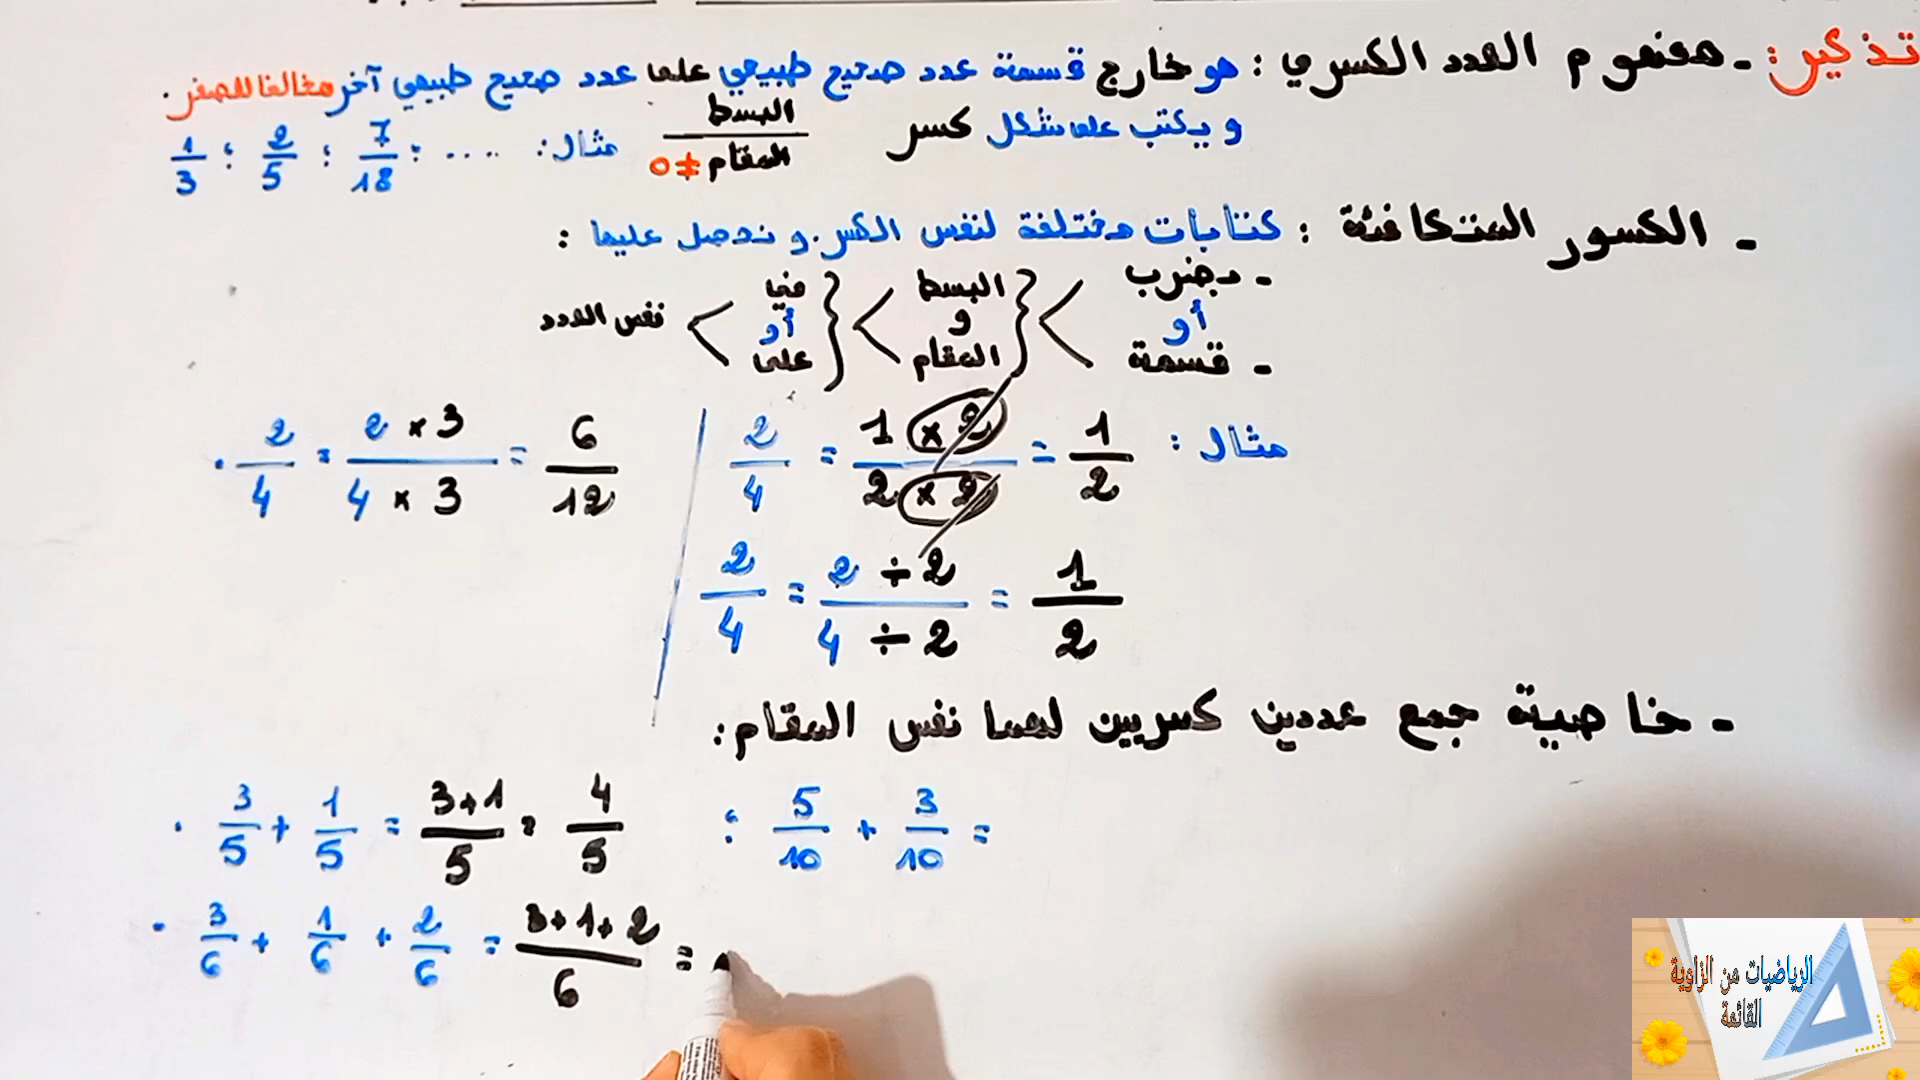 تذكير: - مفهوم العدد الكسري : هو خارج قسمة عدد صحيح طبيعي على عدد صحيح طبيعي آخر مخالف للصفر .
و يكتب على شكل كسر البسط / المقام ≠ 0 مثال: .... : 7/18 : 2/5 : 1/3
- الكسور المتكافئة : كتابات مختلفة لنفس الكسر . و نحصل عليها :
- بضرب أو - قسمة < البسط و المقام } < في أو على } < نفس العدد
مثال : 2/4 = 1 × 2 / 2 × 2 = 1/2
. 2/4 = 2 × 3 / 4 × 3 = 6/12
2/4 = 2 ÷ 2 / 4 ÷ 2 = 1/2
- خاصية جمع عددين كسريين لهما نفس المقام :
. 3/5 + 1/5 = 3+1/5 = 4/5
: 5/10 + 3/10 =
. 3/6 + 1/6 + 2/6 = 3+1+2/6 =
الرياضيات من الزاوية
القائمة